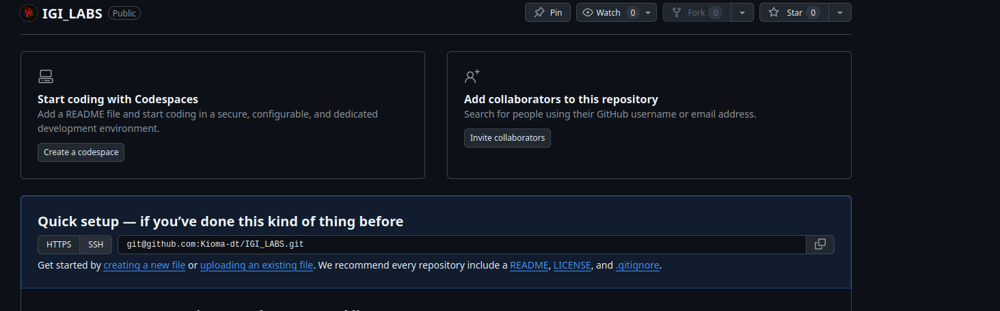 IGI_LABS Public Pin Watch 0 Fork 0 Star 0
Start coding with Codespaces
Add a README file and start coding in a secure, configurable, and dedicated
development environment.
Create a codespace
Add collaborators to this repository
Search for people using their GitHub username or email address.
Invite collaborators
Quick setup — if you’ve done this kind of thing before
HTTPS SSH git@github.com:Kioma-dt/IGI_LABS.git
Get started by creating a new file or uploading an existing file. We recommend every repository include a README, LICENSE, and .gitignore.